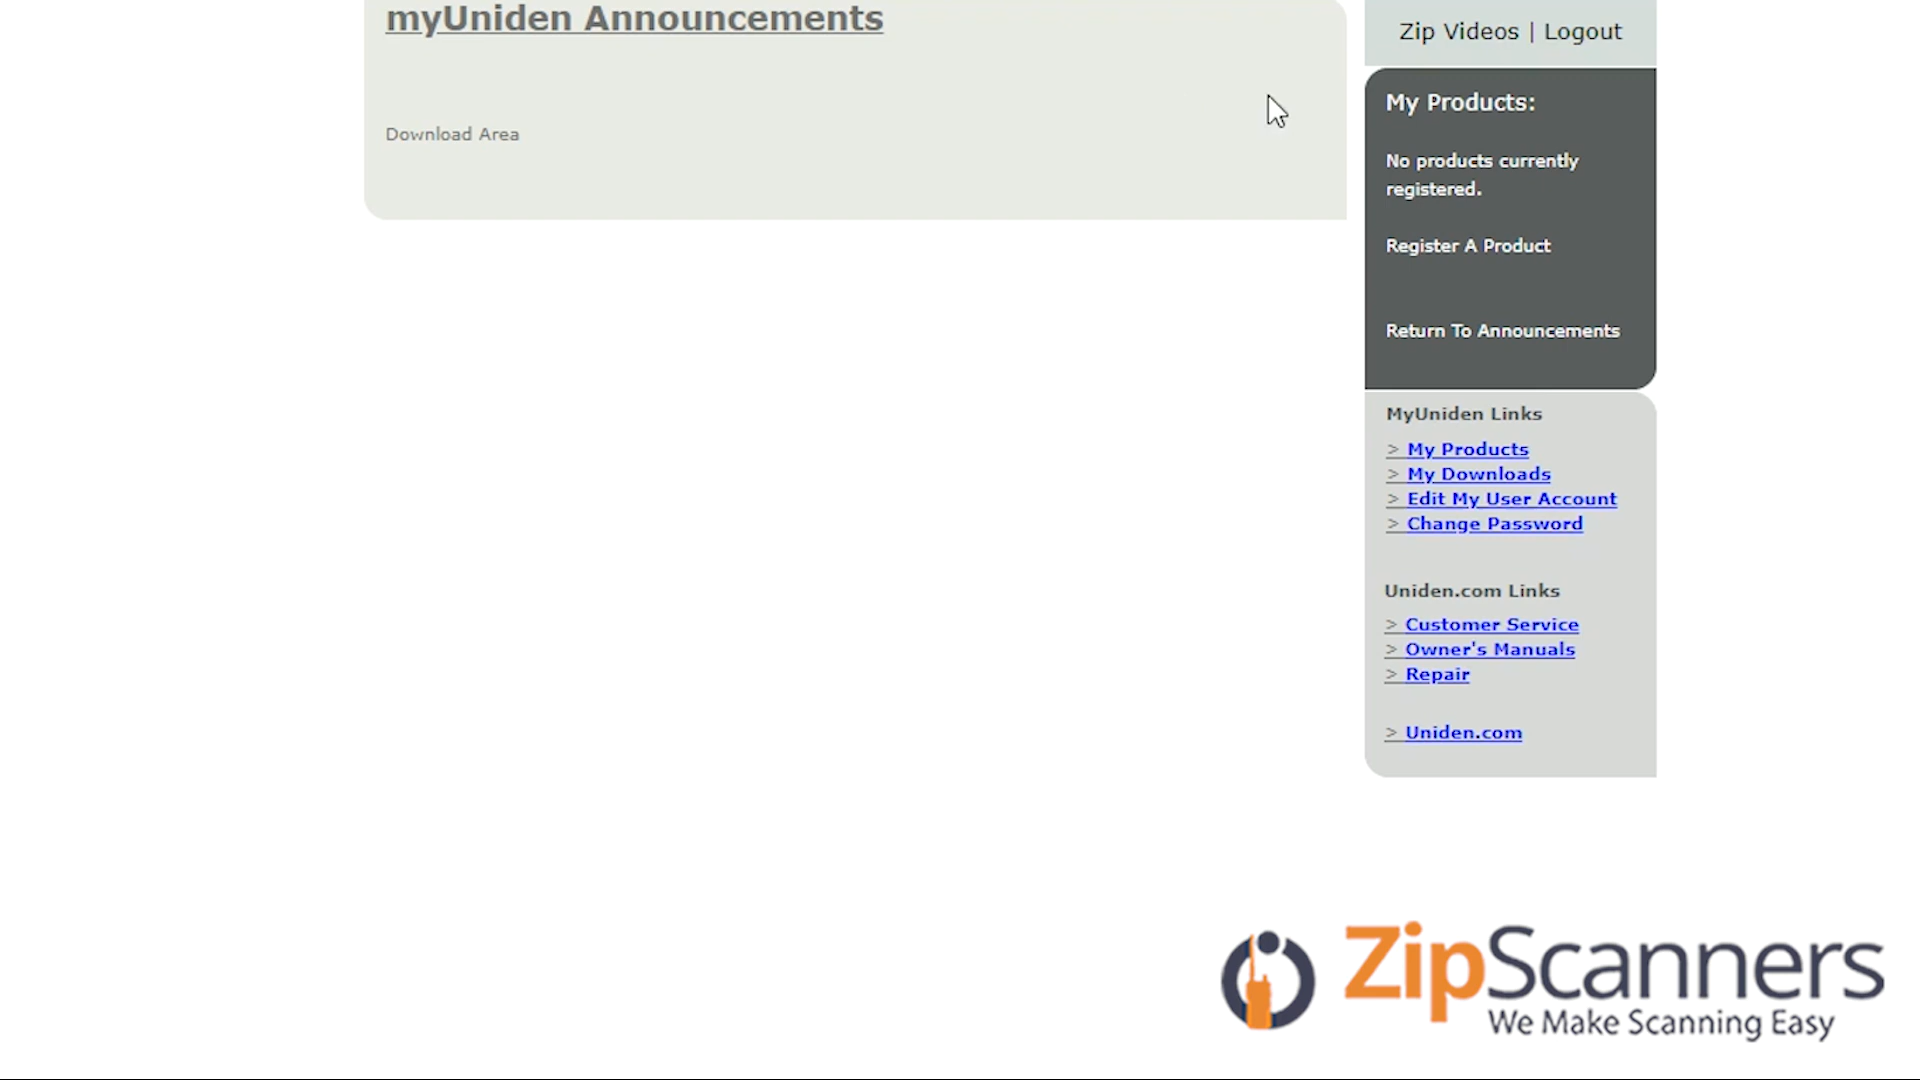 myUniden Announcements
Download Area
Zip Videos | Logout
My Products:
No products currently
registered.
Register A Product
Return To Announcements
MyUniden Links
> My Products
> My Downloads
> Edit My User Account
> Change Password
Uniden.com Links
> Customer Service
> Owner's Manuals
> Repair
> Uniden.com
ZipScanners
We Make Scanning Easy